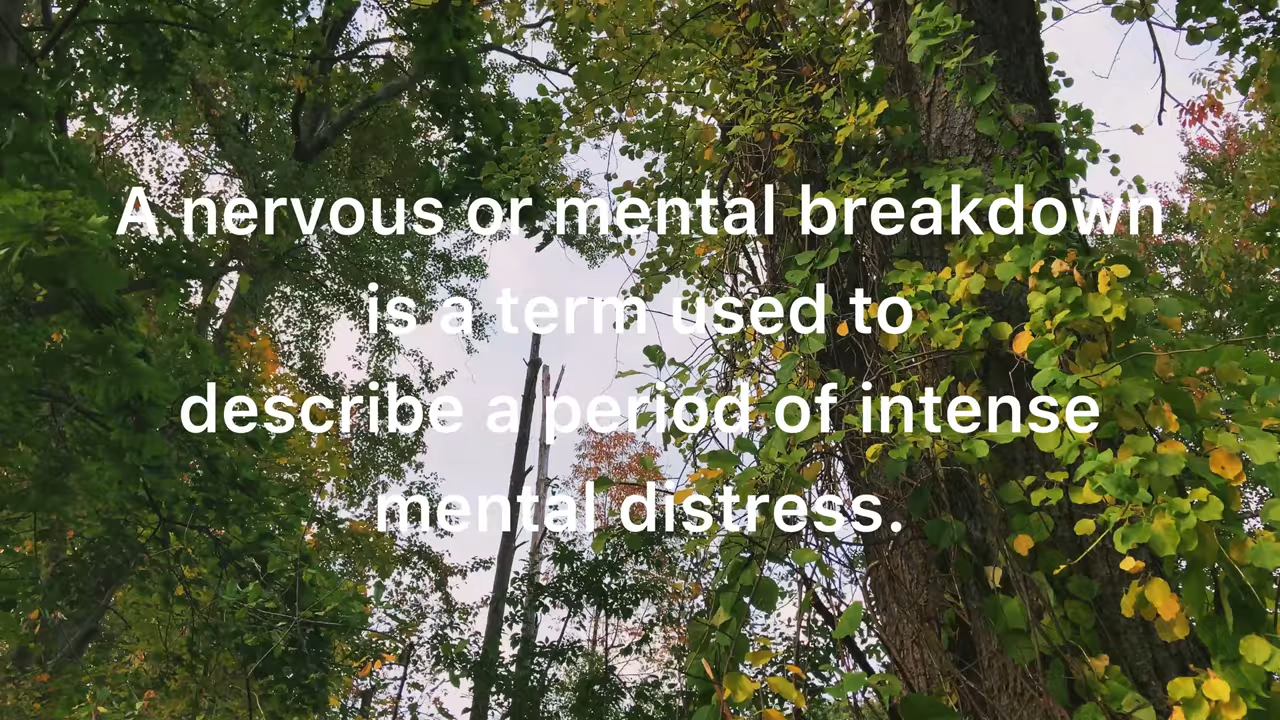 A nervous or mental breakdown
is a term used to
describe a period of intense
mental distress.